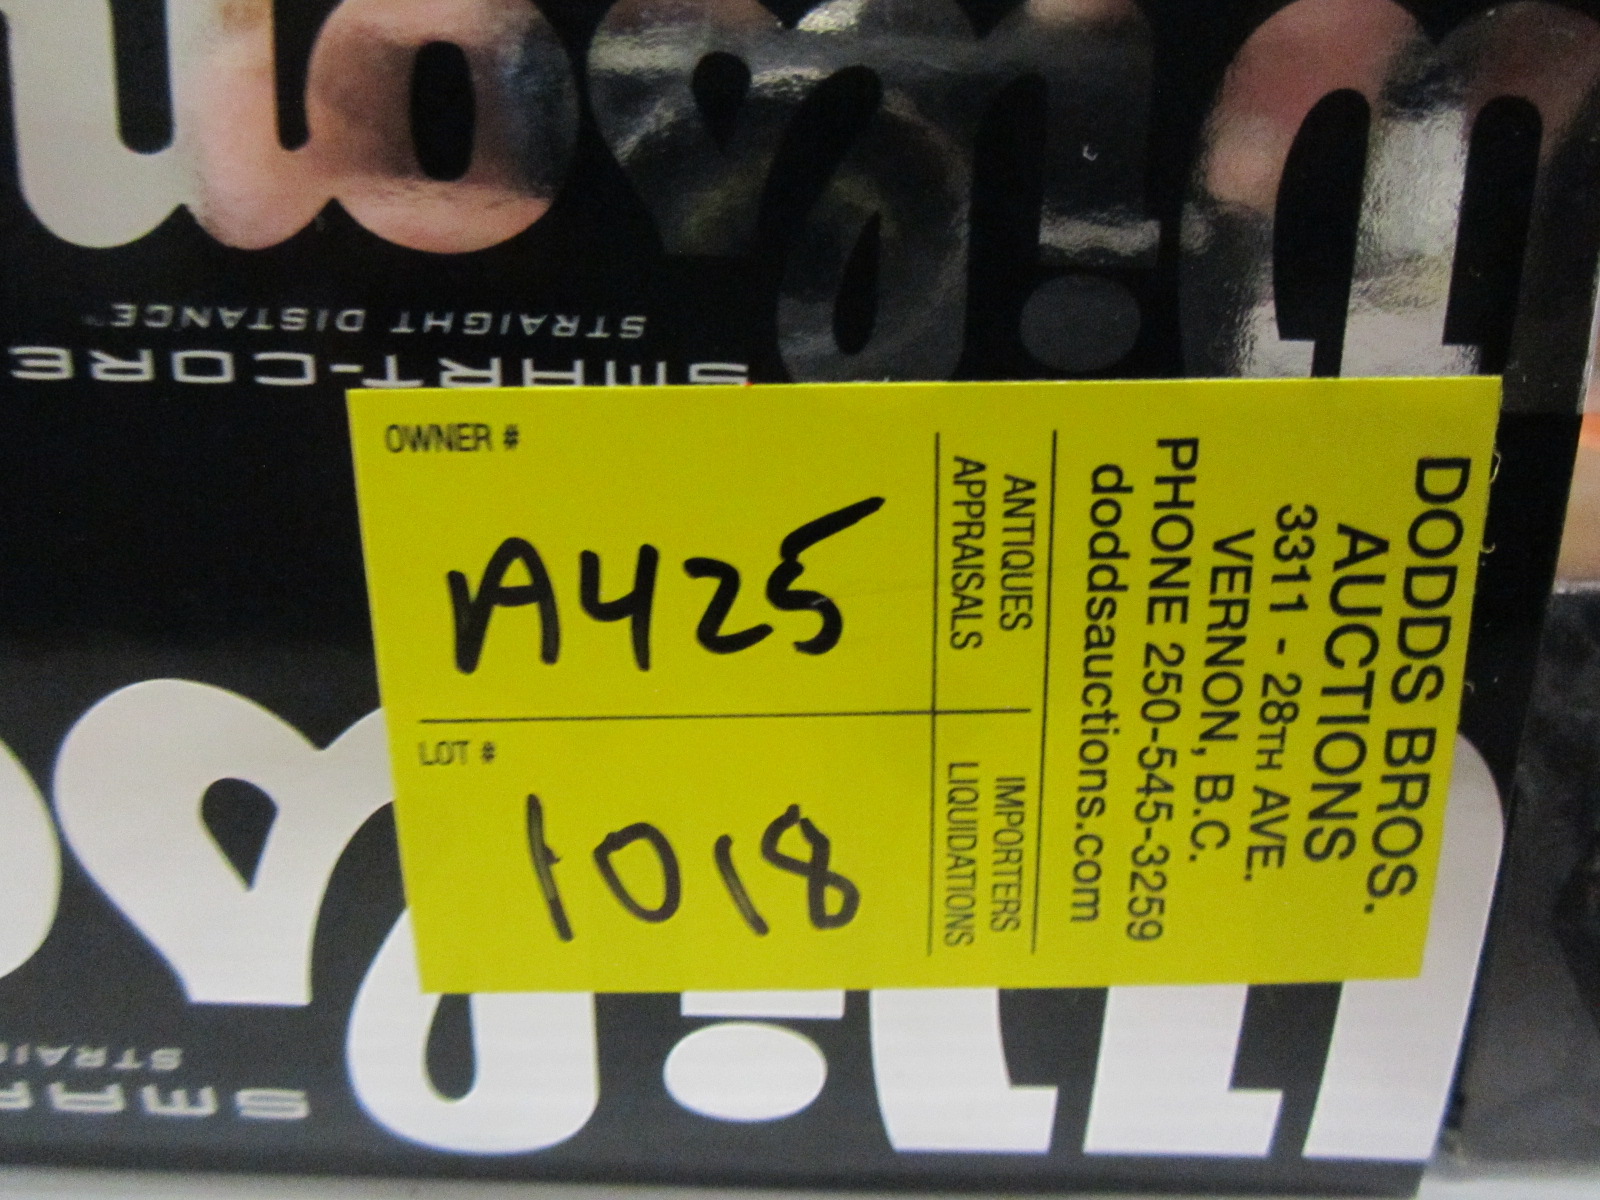 STRAIGHT DISTANCE™
SMART-CORE
OWNER #
A425
LOT #
1018
ANTIQUES
APPRAISALS
IMPORTERS
LIQUIDATIONS
DODDS BROS.
AUCTIONS
3311 - 28TH AVE.
VERNON, B.C.
PHONE 250-545-3259
doddsauctions.com